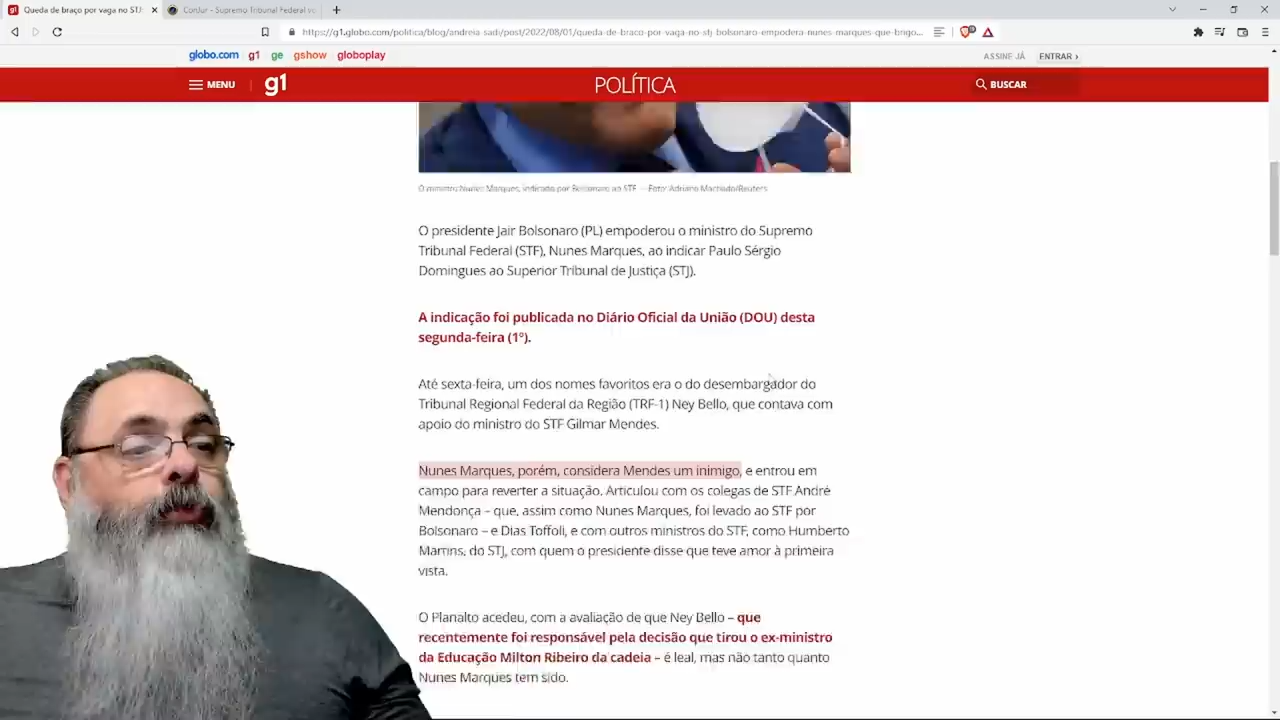 Queda de braço por vaga no STJ:
ConJur - Supremo Tribunal Federal vo
https://g1.globo.com/politica/blog/andreia-sadi/post/2022/08/01/queda-de-braco-por-vaga-no-stj-bolsonaro-empodera-nunes-marques-que-brigo...
globo.com g1 ge gshow globoplay
ASSINE JÁ ENTRAR ›
MENU g1 POLÍTICA BUSCAR
O ministro Nunes Marques, indicado por Bolsonaro ao STF — Foto: Adriano Machado/Reuters
O presidente Jair Bolsonaro (PL) empoderou o ministro do Supremo
Tribunal Federal (STF), Nunes Marques, ao indicar Paulo Sérgio
Domingues ao Superior Tribunal de Justiça (STJ).
A indicação foi publicada no Diário Oficial da União (DOU) desta
segunda-feira (1º).
Até sexta-feira, um dos nomes favoritos era o do desembargador do
Tribunal Regional Federal da Região (TRF-1) Ney Bello, que contava com
apoio do ministro do STF Gilmar Mendes.
Nunes Marques, porém, considera Mendes um inimigo, e entrou em
campo para reverter a situação. Articulou com os colegas de STF André
Mendonça – que, assim como Nunes Marques, foi levado ao STF por
Bolsonaro – e Dias Toffoli, e com outros ministros do STF, como Humberto
Martins, do STJ, com quem o presidente disse que teve amor à primeira
vista.
O Planalto acedeu, com a avaliação de que Ney Bello – que
recentemente foi responsável pela decisão que tirou o ex-ministro
da Educação Milton Ribeiro da cadeia – é leal, mas não tanto quanto
Nunes Marques tem sido.